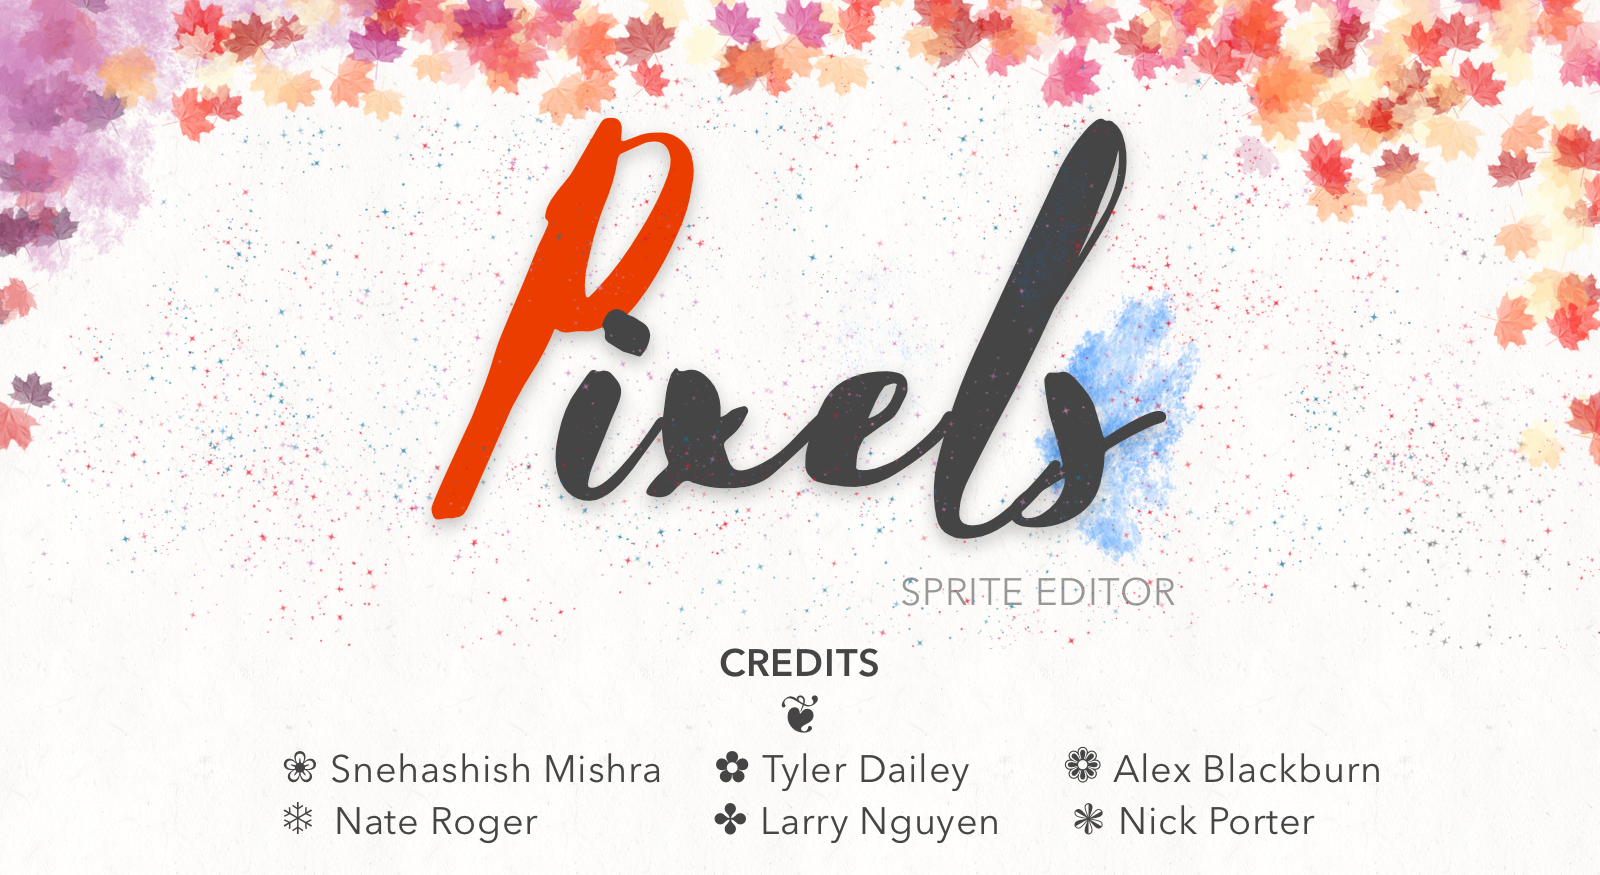 Pixels
SPRITE EDITOR
CREDITS
❦
❀ Snehashish Mishra ✿ Tyler Dailey ❁ Alex Blackburn
❄ Nate Roger ✤ Larry Nguyen ❃ Nick Porter